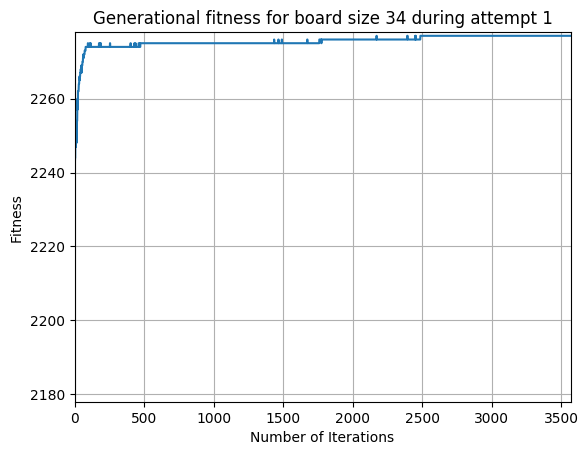 Generational fitness for board size 34 during attempt 1
Fitness
2260
2240
2220
2200
2180
0 500 1000 1500 2000 2500 3000 3500
Number of Iterations